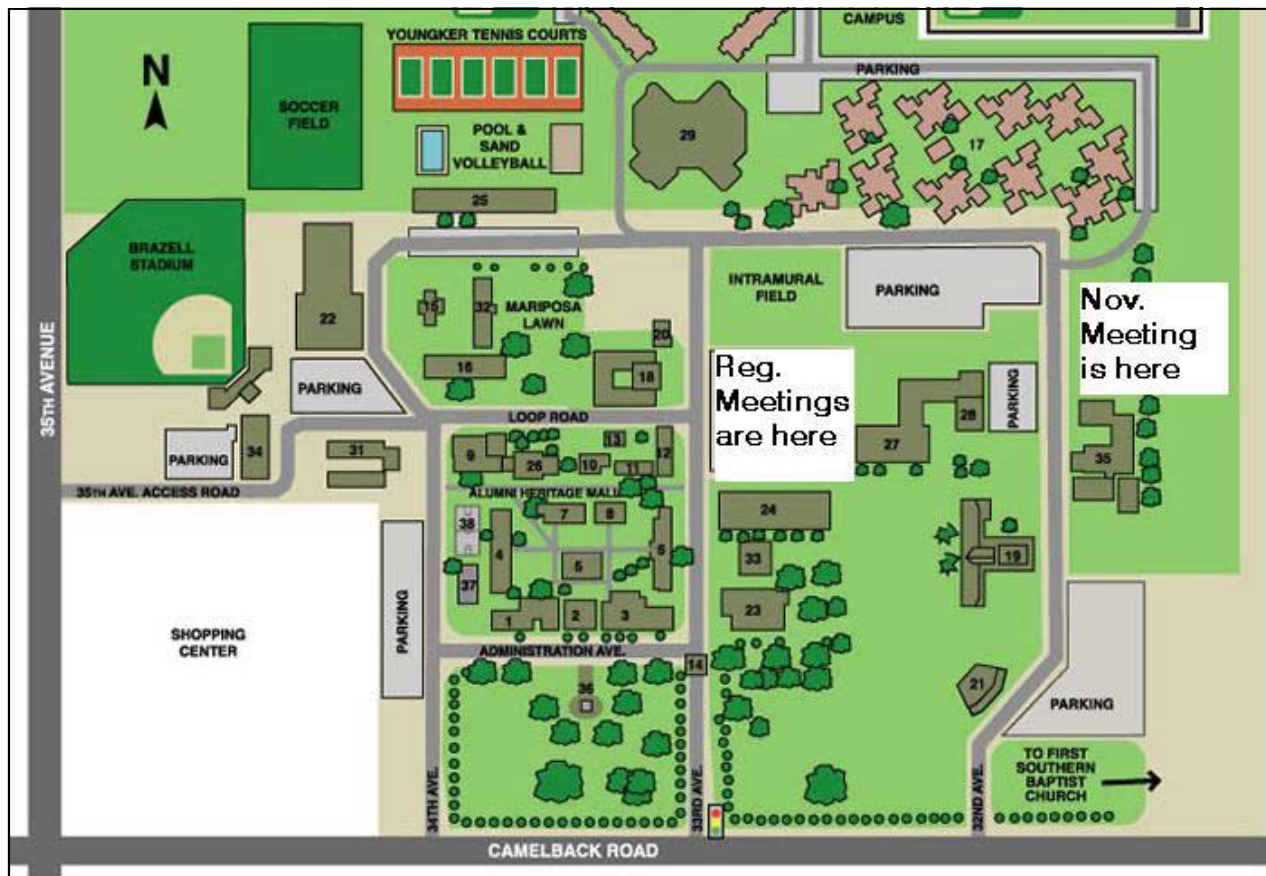 CAMPUS
YOUNGKER TENNIS COURTS
N
PARKING
SOCCER
FIELD
POOL &
SAND
VOLLEYBALL
29
17
25
BRAZELL
STADIUM
INTRAMURAL
FIELD
PARKING
Nov.
Meeting
is here
15
32
MARIPOSA
LAWN
22
20
16
18
Reg.
Meetings
are here
PARKING
PARKING
35TH AVENUE
LOOP ROAD
28
27
9
26
13
10
11
12
34
31
35
PARKING
35TH AVE. ACCESS ROAD
ALUMNI HERITAGE MALL
38
4
7
8
6
24
33
19
5
37
1
2
3
23
PARKING
SHOPPING
CENTER
ADMINISTRATION AVE.
14
36
21
PARKING
TO FIRST
SOUTHERN
BAPTIST
CHURCH
34TH AVE.
33RD AVE.
32ND AVE.
CAMELBACK ROAD